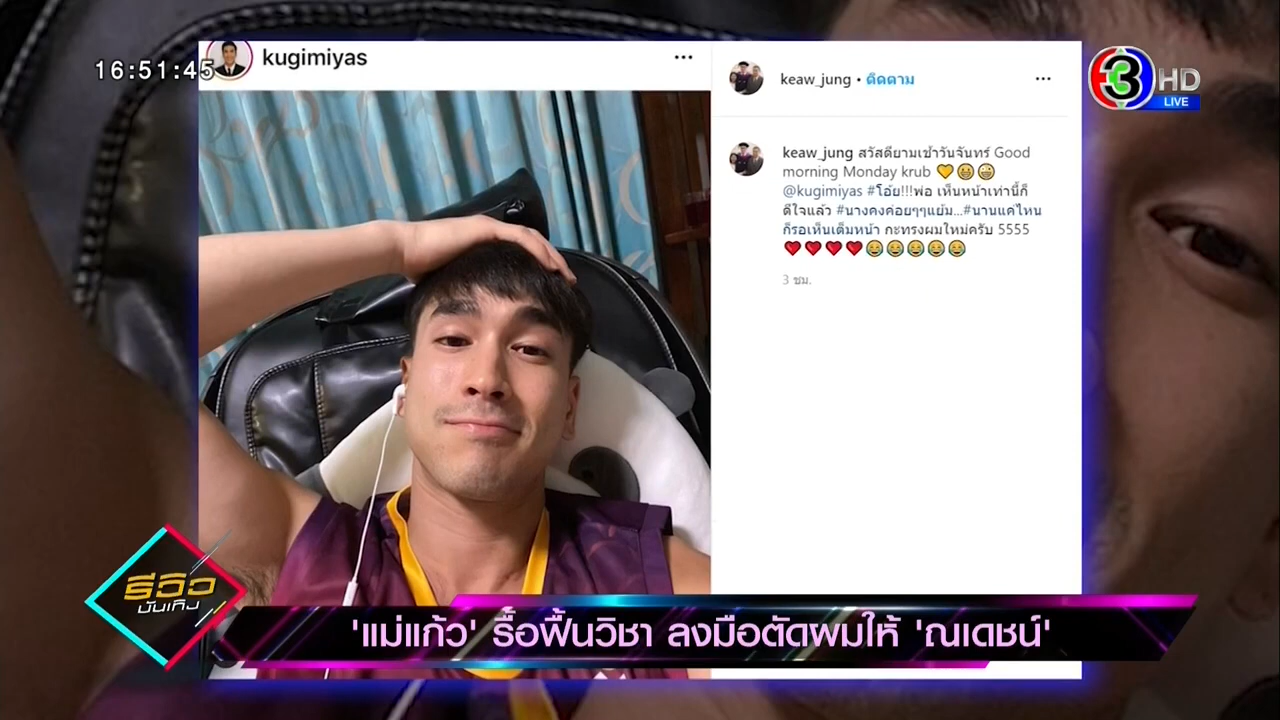 16:51:45
kugimiyas
keaw_jung • ติดตาม
3 HD
LIVE
keaw_jung สวัสดียามเช้าวันจันทร์ Good
morning Monday krub 💛😁😜
@kugimiyas #โอ๊ย!!!พ่อ เห็นหน้าเท่านี้ก็
ดีใจแล้ว #นางคงค่อยๆๆแย้ม...#นานแค่ไหน
ก็รอเห็นเต็มหน้า กะทรงผมใหม่ครับ 5555
❤️❤️❤️❤️😂😂😂😂😂
3 ชม.
รีวิว
บันเทิง
'แม่แก้ว' รื้อฟื้นวิชา ลงมือตัดผมให้ 'ณเดชน์'